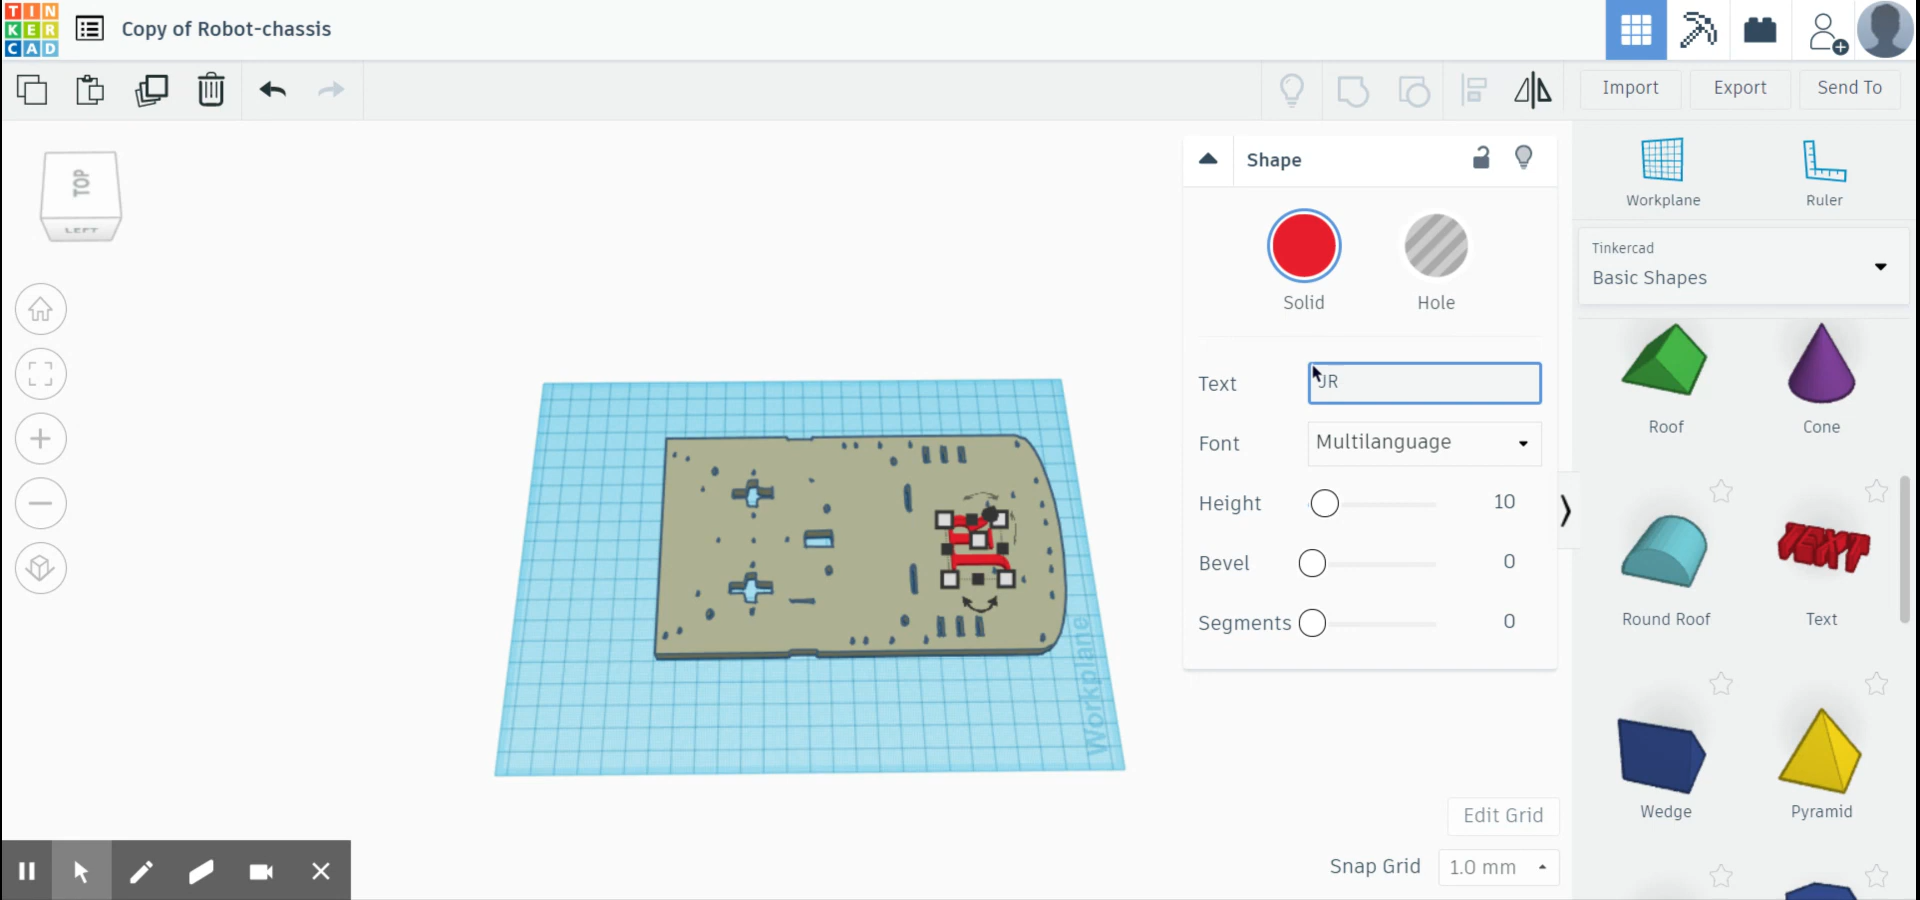 TIN
KER
CAD
Copy of Robot-chassis
Import
Export
Send To
TOP
LEFT
Shape
Solid
Hole
Text
JR
Font
Multilanguage
Height
10
Bevel
0
Segments
0
Workplane
Ruler
Tinkercad
Basic Shapes
Roof
Cone
Round Roof
TEXT
Text
Wedge
Pyramid
Workplane
Edit Grid
Snap Grid
1.0 mm